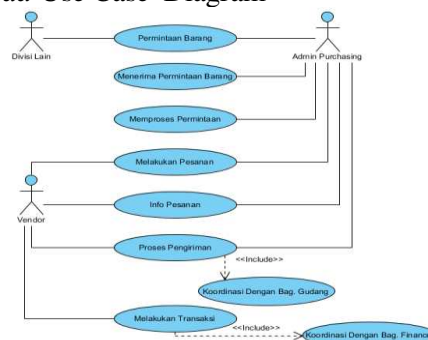 Use Case Diagram
Permintaan Barang
Divisi Lain
Admin Purchasing
Menerima Permintaan Barang
Memproses Permintaan
Melakukan Pesanan
Info Pesanan
Vendor
Proses Pengiriman
<<Include>>
Koordinasi Dengan Bag. Gudang
Melakukan Transaksi
<<Include>>
Koordinasi Dengan Bag. Finance